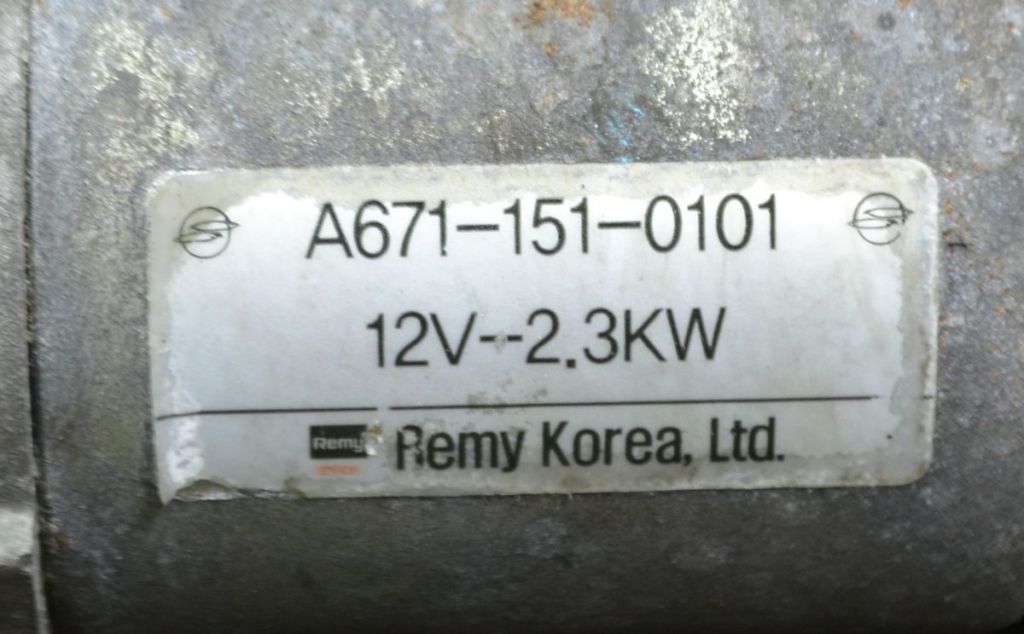 A671-151-0101
12V--2.3KW
Remy Remy Korea, Ltd.